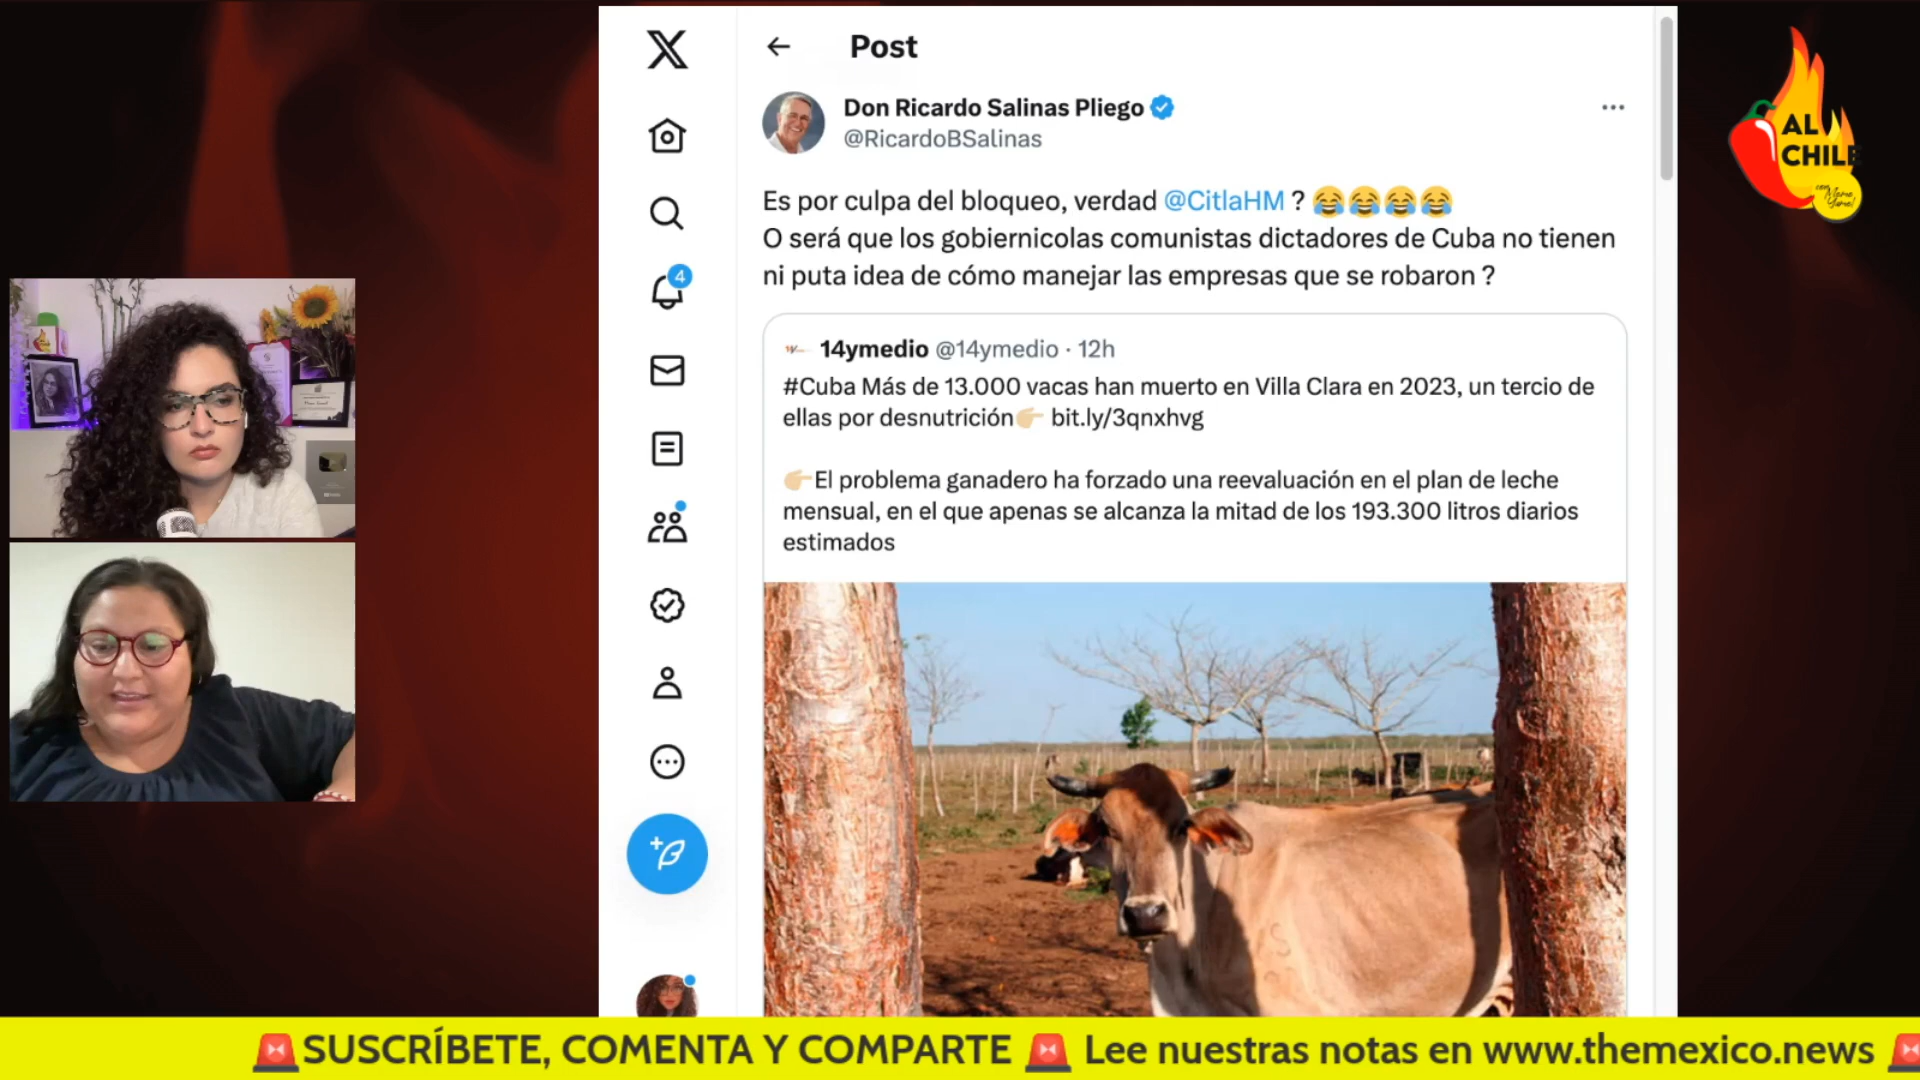 Post
Don Ricardo Salinas Pliego
@RicardoBSalinas
Es por culpa del bloqueo, verdad @CitlaHM ? 😂😂😂😂
O será que los gobiernicolas comunistas dictadores de Cuba no tienen
ni puta idea de cómo manejar las empresas que se robaron ?
14ymedio @14ymedio · 12h
#Cuba Más de 13.000 vacas han muerto en Villa Clara en 2023, un tercio de
ellas por desnutrición👉🏼 bit.ly/3qnxhvg
👉🏼El problema ganadero ha forzado una reevaluación en el plan de leche
mensual, en el que apenas se alcanza la mitad de los 193.300 litros diarios
estimados
4
AL
CHILE
🚨SUSCRÍBETE, COMENTA Y COMPARTE 🚨 Lee nuestras notas en www.themexico.news 🚨